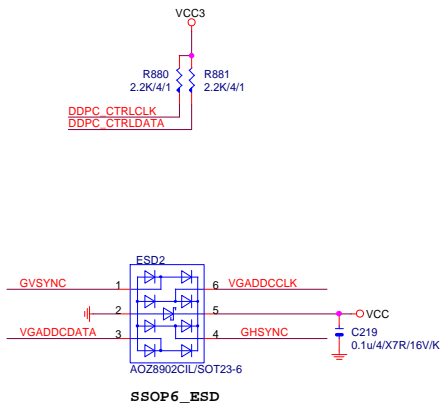 VCC3
R880 R881
2.2K/4/1 2.2K/4/1
DDPC_CTRLCLK
DDPC_CTRLDATA
ESD2
GVSYNC 1 6 VGADDCCLK
2 5 VCC
VGADDCDATA 3 4 GHSYNC
C219
0.1u/4/X7R/16V/K
AOZ8902CIL/SOT23-6
SSOP6_ESD